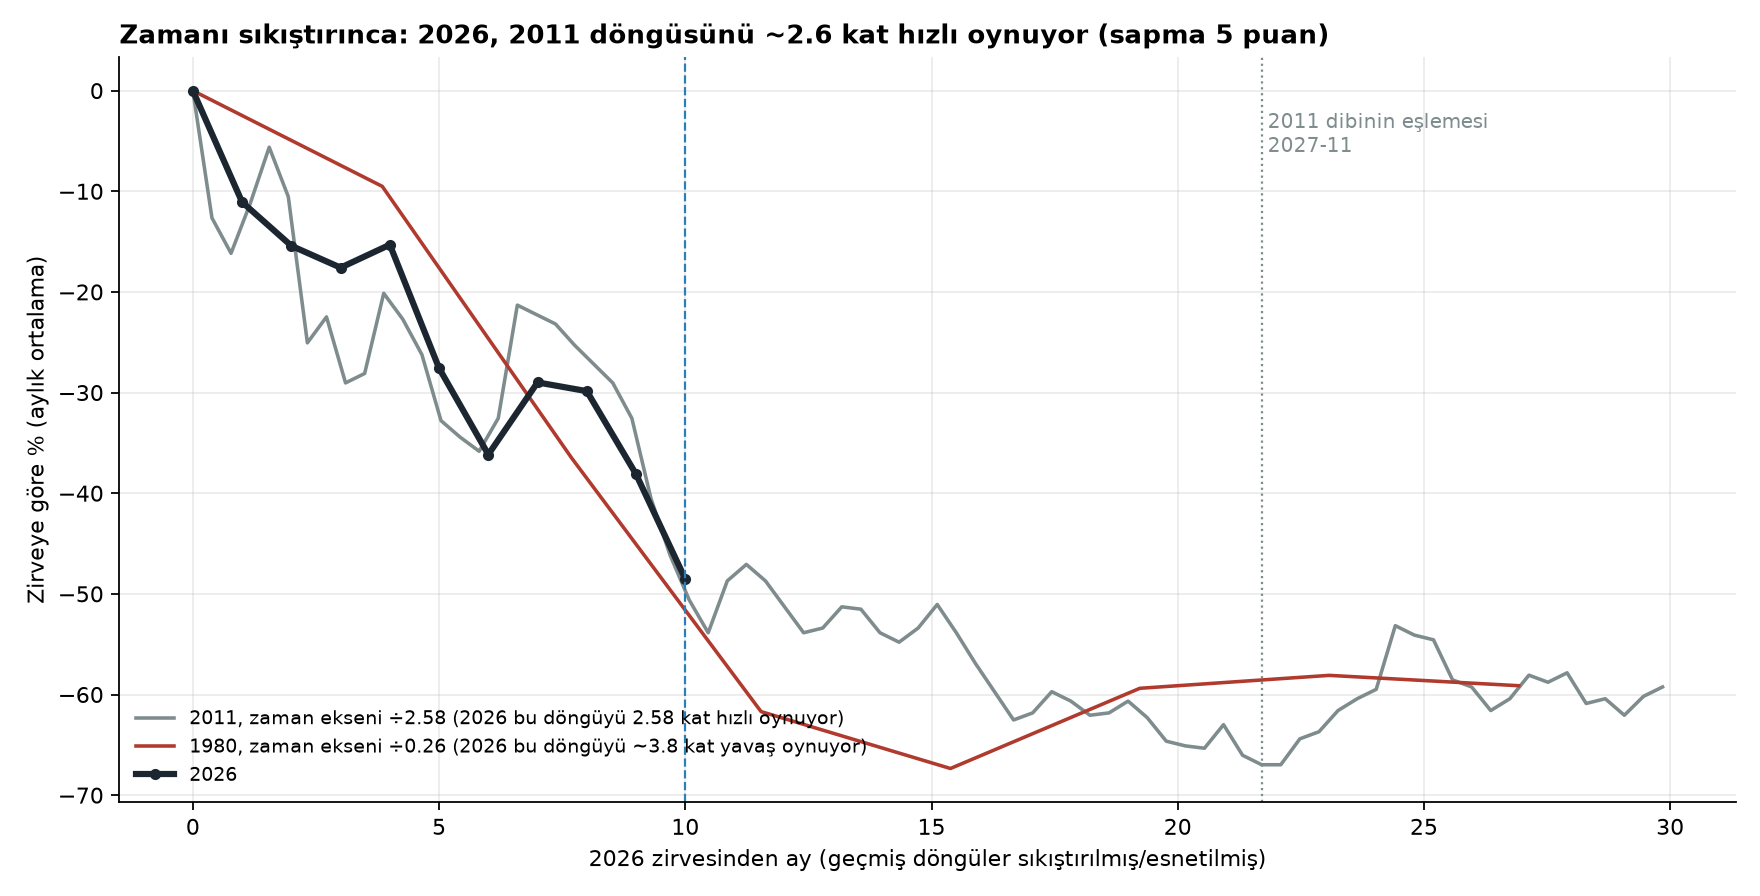 Zamanı sıkıştırınca: 2026, 2011 döngüsünü ~2.6 kat hızlı oynuyor (sapma 5 puan)
Zirveye göre % (aylık ortalama)
0
−10
−20
−30
−40
−50
−60
−70
2011 dibinin eşlemesi
2027-11
2011, zaman ekseni ÷2.58 (2026 bu döngüyü 2.58 kat hızlı oynuyor)
1980, zaman ekseni ÷0.26 (2026 bu döngüyü ~3.8 kat yavaş oynuyor)
2026
0 5 10 15 20 25 30
2026 zirvesinden ay (geçmiş döngüler sıkıştırılmış/esnetilmiş)